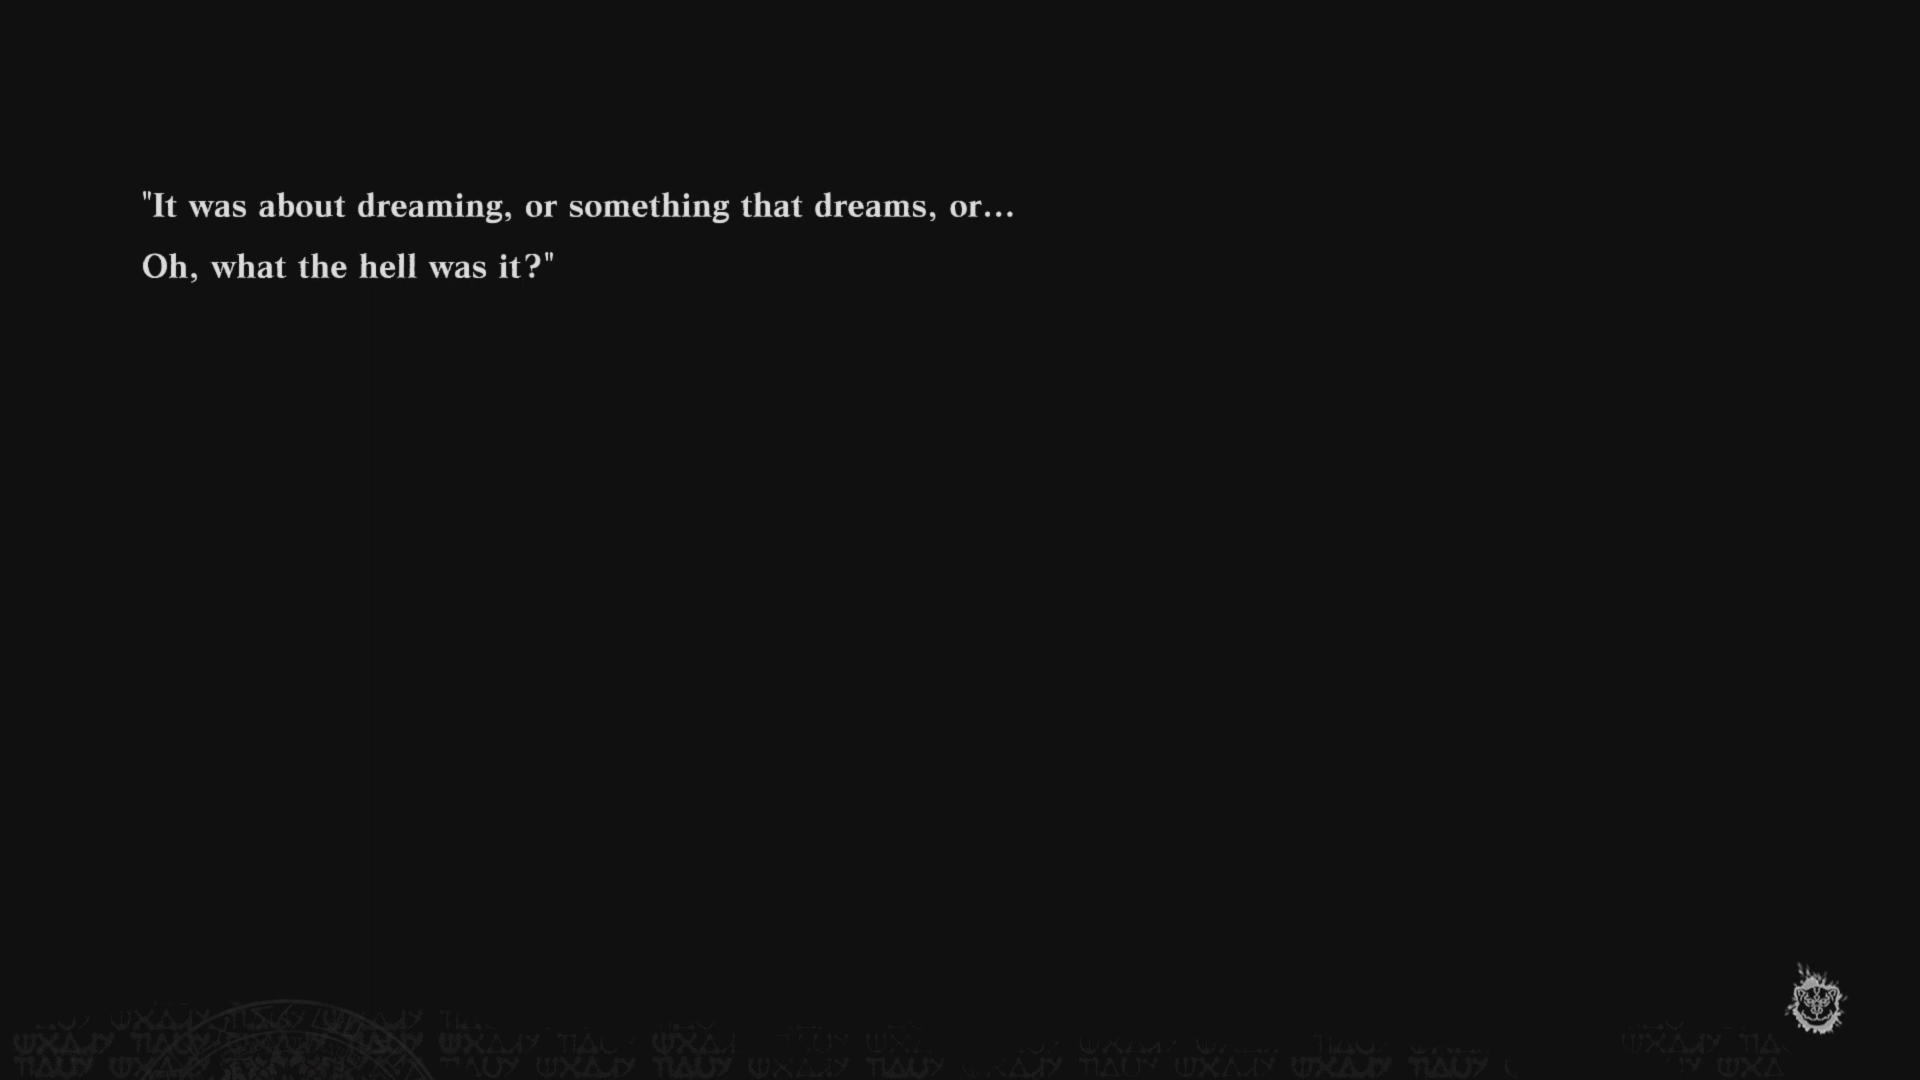 "It was about dreaming, or something that dreams, or...
Oh, what the hell was it?"